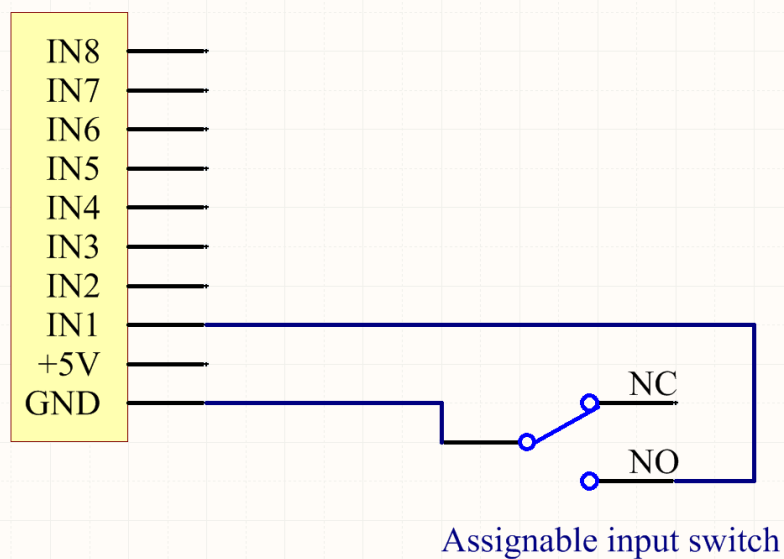 IN8
IN7
IN6
IN5
IN4
IN3
IN2
IN1
+5V
GND
NC
NO
Assignable input switch